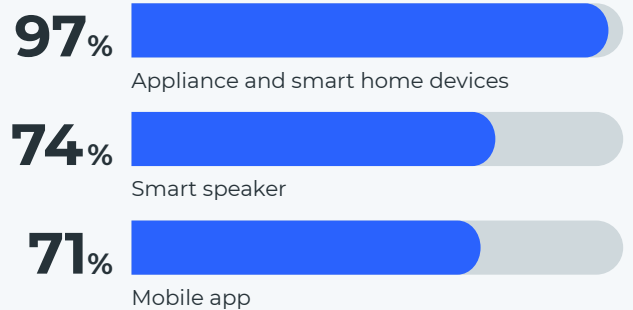 97%
Appliance and smart home devices
74%
Smart speaker
71%
Mobile app